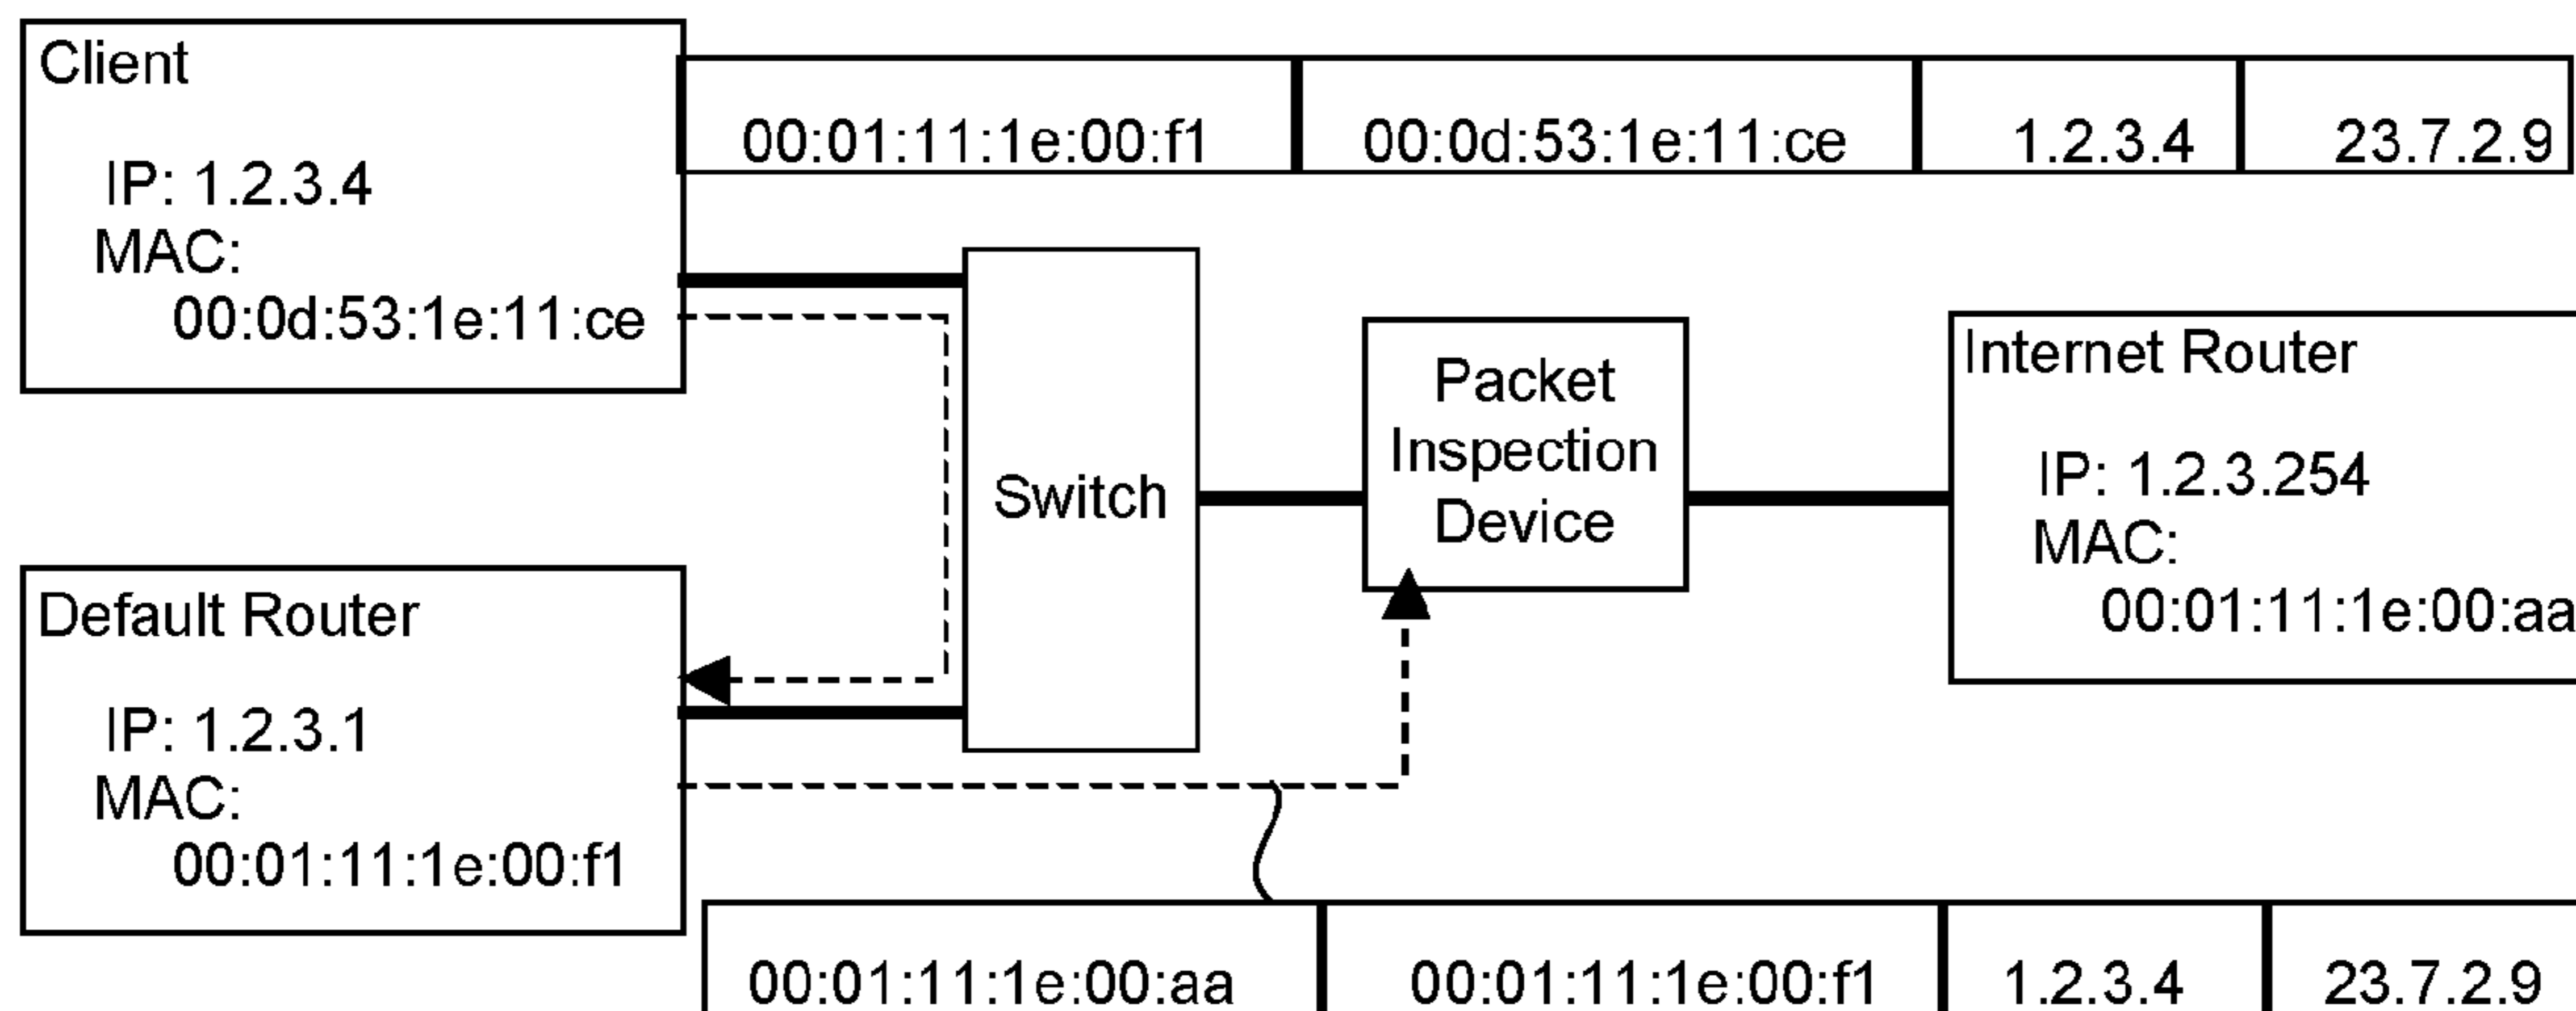 Client
IP: 1.2.3.4
MAC:
00:0d:53:1e:11:ce
00:01:11:1e:00:f1 00:0d:53:1e:11:ce 1.2.3.4 23.7.2.9
Switch
Packet
Inspection
Device
Internet Router
IP: 1.2.3.254
MAC:
00:01:11:1e:00:aa
Default Router
IP: 1.2.3.1
MAC:
00:01:11:1e:00:f1
00:01:11:1e:00:aa 00:01:11:1e:00:f1 1.2.3.4 23.7.2.9